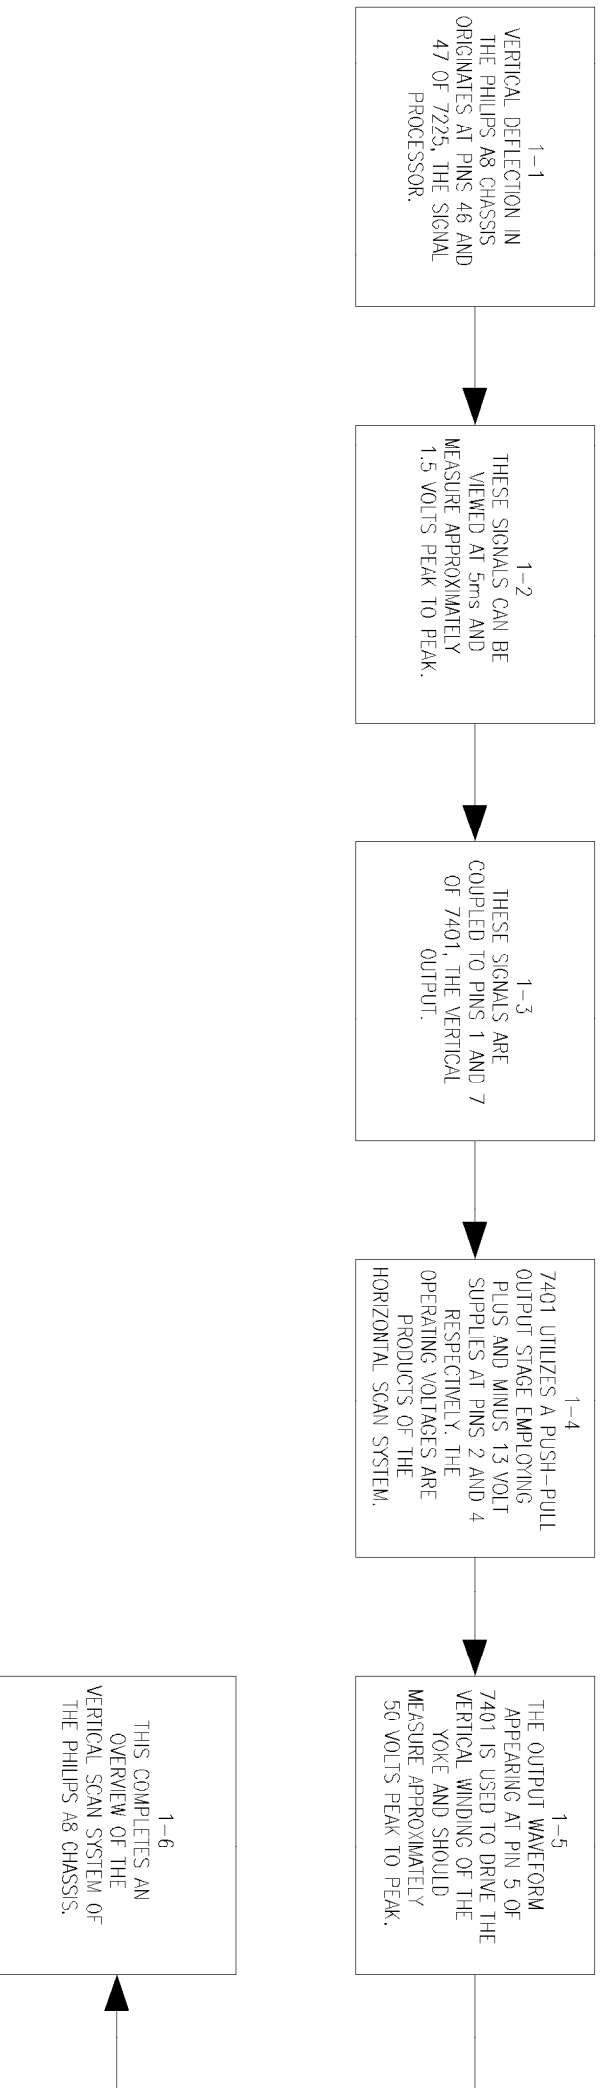 1-1
VERTICAL DEFLECTION IN
THE PHILIPS A8 CHASSIS
ORIGINATES AT PINS 46 AND
47 OF 7225, THE SIGNAL
PROCESSOR.
1-2
THESE SIGNALS CAN BE
VIEWED AT 5ms AND
MEASURE APPROXIMATELY
1.5 VOLTS PEAK TO PEAK.
1-3
THESE SIGNALS ARE
COUPLED TO PINS 1 AND 7
OF 7401, THE VERTICAL
OUTPUT.
1-4
7401 UTILIZES A PUSH-PULL
OUTPUT STAGE EMPLOYING
PLUS AND MINUS 13 VOLT
SUPPLIES AT PINS 2 AND 4
RESPECTIVELY. THE
OPERATING VOLTAGES ARE
PRODUCTS OF THE
HORIZONTAL SCAN SYSTEM.
1-5
THE OUTPUT WAVEFORM
APPEARING AT PIN 5 OF
7401 IS USED TO DRIVE THE
VERTICAL WINDING OF THE
YOKE AND SHOULD
MEASURE APPROXIMATELY
50 VOLTS PEAK TO PEAK.
1-6
THIS COMPLETES AN
OVERVIEW OF THE
VERTICAL SCAN SYSTEM OF
THE PHILIPS A8 CHASSIS.